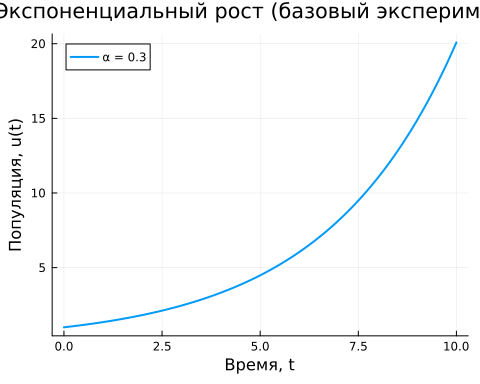 Экспоненциальный рост (базовый эксперим
α = 0.3
20
15
10
5
Популяция, u(t)
0.0 2.5 5.0 7.5 10.0
Время, t